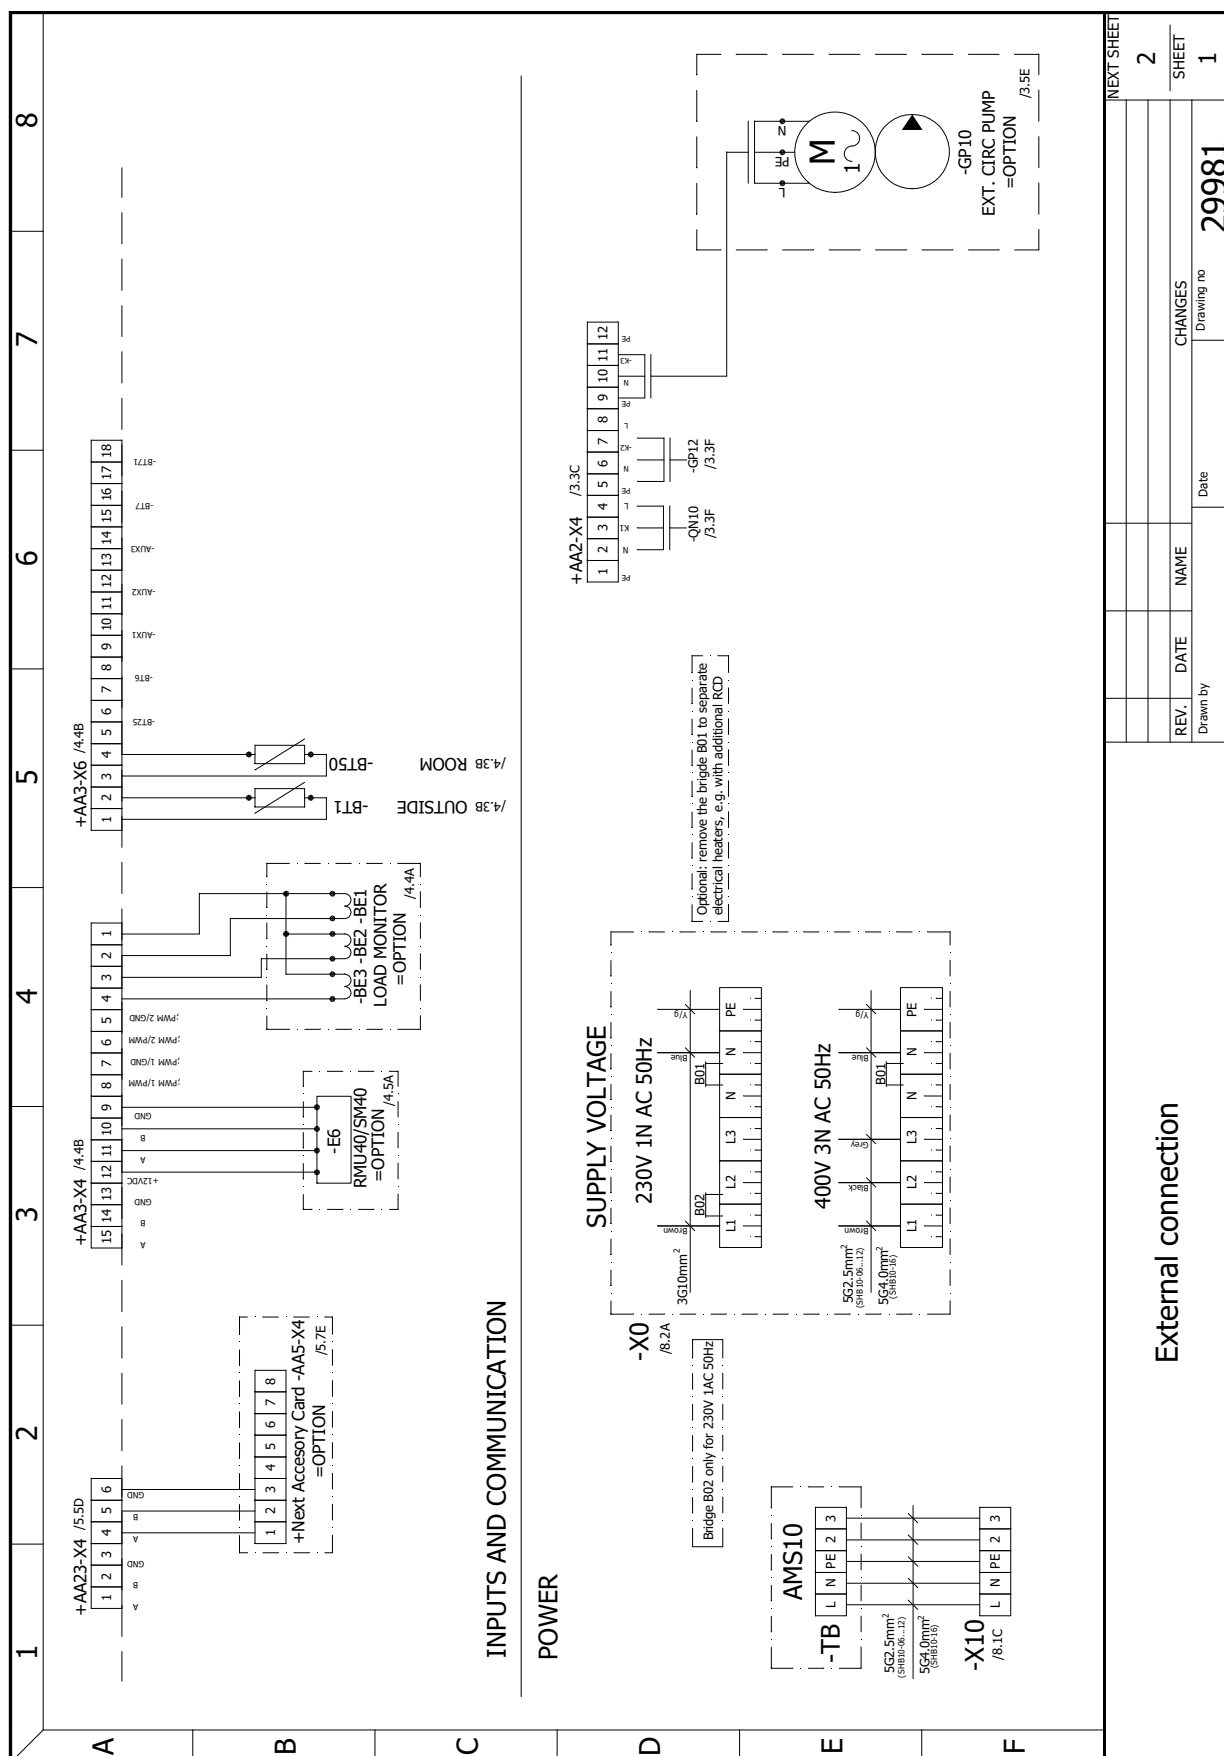 1 2 3 4 5 6 7 8
A
B
C
D
E
F
+AA23-X4 /5.5D
1 2 3 4 5 6
A B GND A B GND
1 2 3 4 5 6 7 8
+Next Accesory Card -AA5-X4
=OPTION
/5.7E
+AA3-X4 /4.4B
15 14 13 12 11 10 9 8 7 6 5 4 3 2 1
A
B
GND
+12VDC
A
B
GND
;PWM 1/PWM
;PWM 1/GND
;PWM 2/PWM
;PWM 2/GND
-E6
RMU40/SM40
=OPTION
/4.5A
-BE3 -BE2 -BE1
LOAD MONITOR
=OPTION
/4.4A
+AA3-X6 /4.4B
1 2 3 4 5 6 7 8 9 10 11 12 13 14 15 16 17 18
-BT25
-BT6
-AUX1
-AUX2
-AUX3
-BT7
-BT71
-BT1
/4.3B OUTSIDE
-BT50
/4.3B ROOM
INPUTS AND COMMUNICATION
POWER
AMS10
-TB
L N PE 2 3
5G2.5mm²
(SHB10-06...12)
5G4.0mm²
(SHB10-16)
-X10
/8.1C
L N PE 2 3
Bridge B02 only for 230V 1AC 50Hz
-X0
/8.2A
SUPPLY VOLTAGE
230V 1N AC 50Hz
3G10mm²
Brown
Blue
Y/g
B02
B01
L1 L2 L3 N N PE
400V 3N AC 50Hz
5G2.5mm²
(SHB10-06...12)
5G4.0mm²
(SHB10-16)
Brown
Black
Grey
Blue
Y/g
B01
L1 L2 L3 N N PE
Optional: remove the brigde B01 to separate
electrical heaters, e.g. with additional RCD
+AA2-X4 /3.3C
1 2 3 4 5 6 7 8 9 10 11 12
PE N K1 L PE N -K2 L PE N -K3 PE
-QN10
/3.3F
-GP12
/3.3F
L PE N
M
1~
-GP10
EXT. CIRC PUMP
=OPTION
/3.5E
External connection
REV. DATE NAME CHANGES
Drawn by
Date
Drawing no
29981
NEXT SHEET
2
SHEET
1